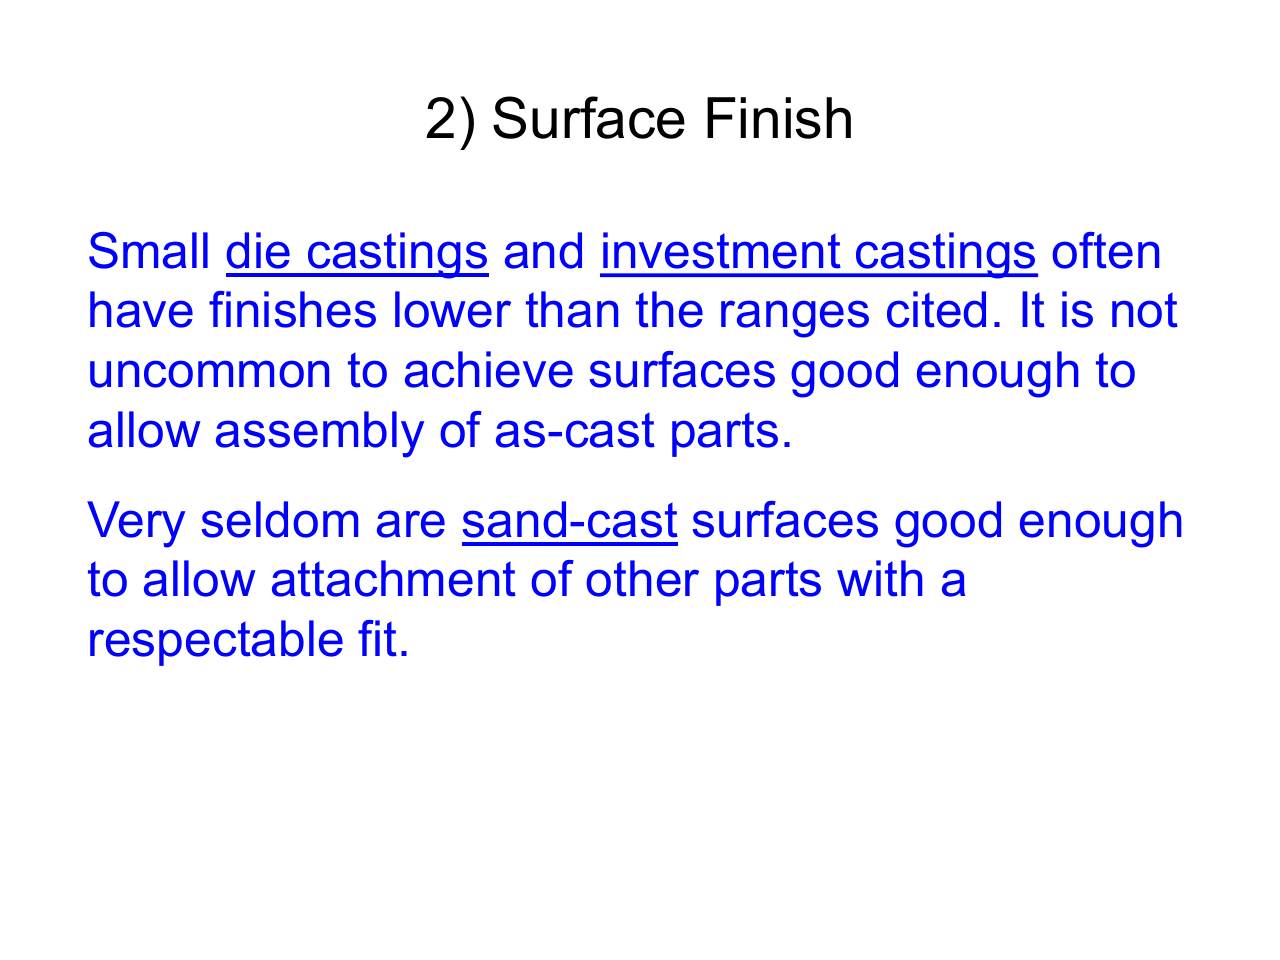 2) Surface Finish
Small die castings and investment castings often
have finishes lower than the ranges cited. It is not
uncommon to achieve surfaces good enough to
allow assembly of as-cast parts.
Very seldom are sand-cast surfaces good enough
to allow attachment of other parts with a
respectable fit.